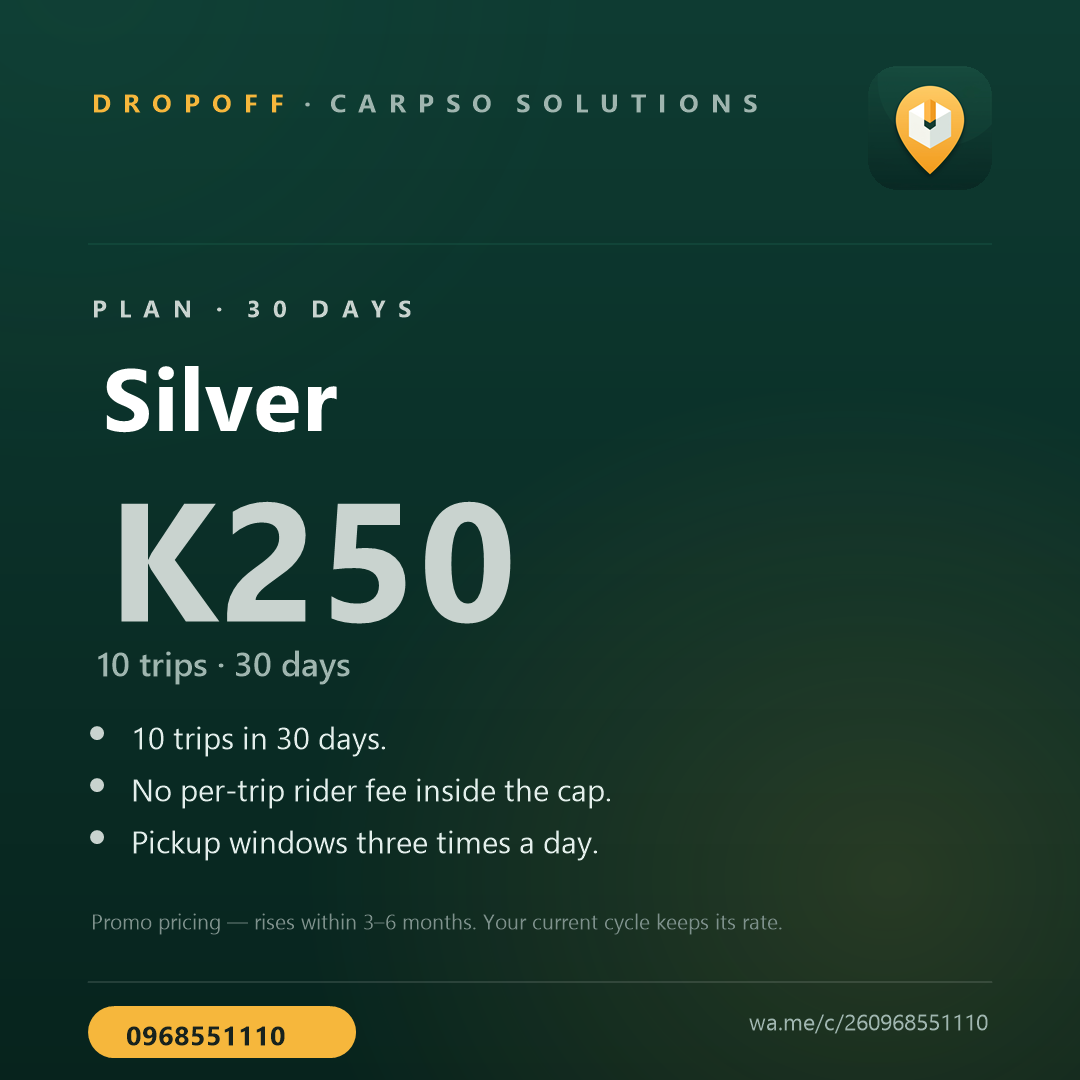 DROPOFF · CARPSO SOLUTIONS
PLAN · 30 DAYS
Silver
K250
10 trips · 30 days
10 trips in 30 days.
No per-trip rider fee inside the cap.
Pickup windows three times a day.
Promo pricing — rises within 3–6 months. Your current cycle keeps its rate.
0968551110
wa.me/c/260968551110